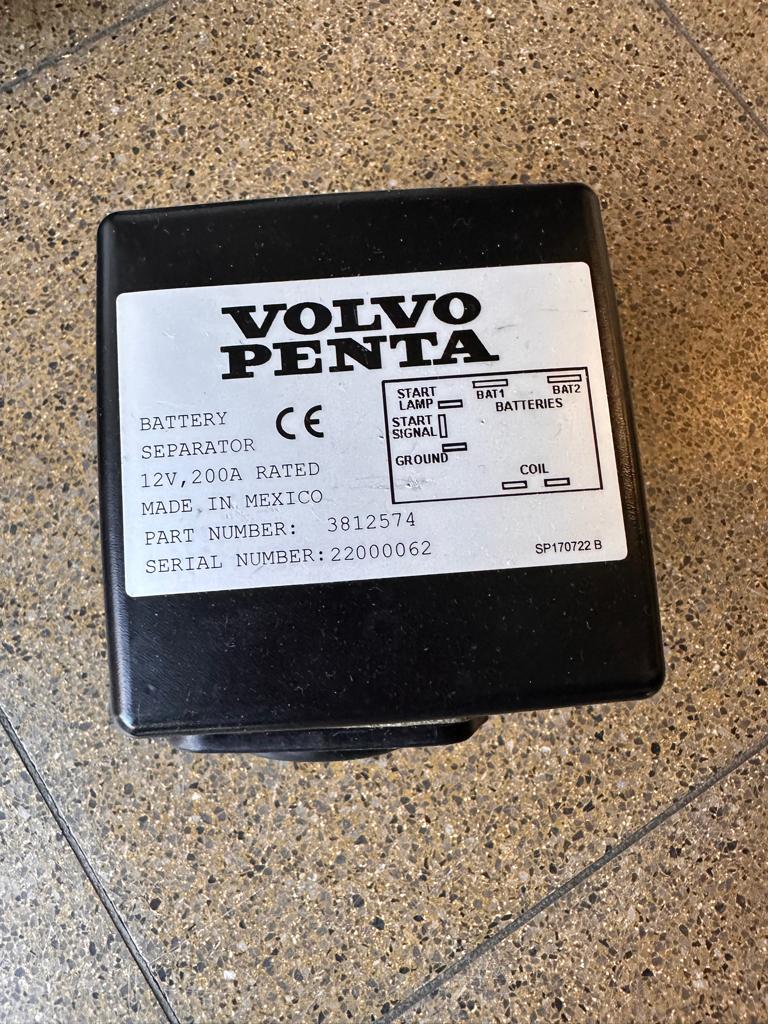 VOLVO
PENTA
BATTERY
SEPARATOR
CE
12V, 200A RATED
MADE IN MEXICO
PART NUMBER: 3812574
SERIAL NUMBER: 22000062
START
LAMP
BAT1
BAT2
BATTERIES
START
SIGNAL
GROUND
COIL
SP170722 B